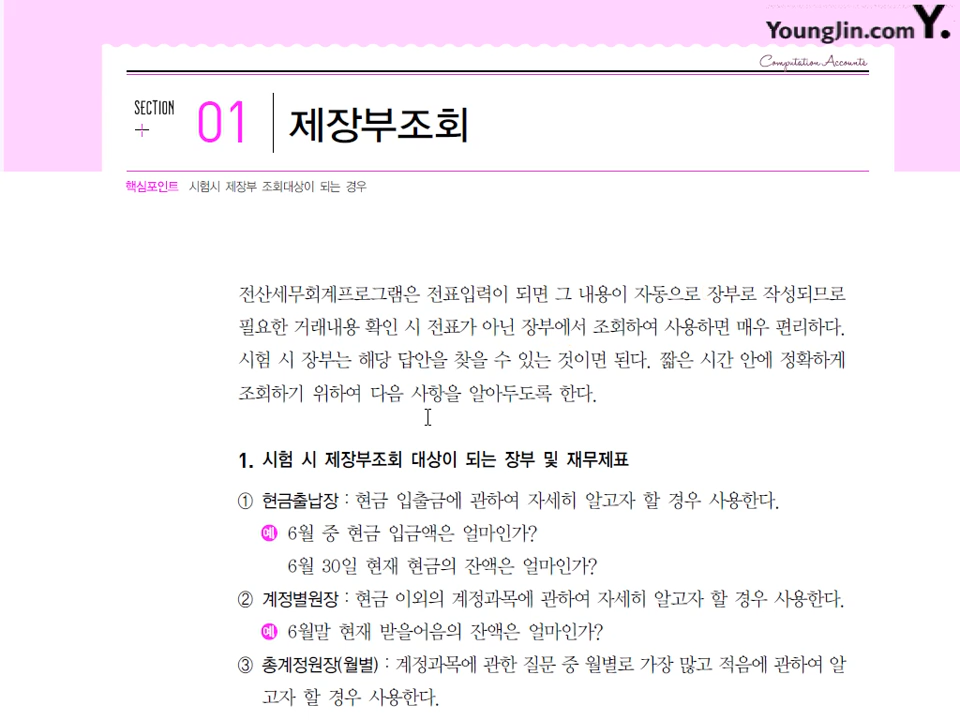 YoungJin.com Y.
Computation Accounts
SECTION 01 제장부조회
핵심포인트 시험시 제장부 조회대상이 되는 경우
전산세무회계프로그램은 전표입력이 되면 그 내용이 자동으로 장부로 작성되므로
필요한 거래내용 확인 시 전표가 아닌 장부에서 조회하여 사용하면 매우 편리하다.
시험 시 장부는 해당 답안을 찾을 수 있는 것이면 된다. 짧은 시간 안에 정확하게
조회하기 위하여 다음 사항을 알아두도록 한다.
1. 시험 시 제장부조회 대상이 되는 장부 및 재무제표
① 현금출납장 : 현금 입출금에 관하여 자세히 알고자 할 경우 사용한다.
예 6월 중 현금 입금액은 얼마인가?
6월 30일 현재 현금의 잔액은 얼마인가?
② 계정별원장 : 현금 이외의 계정과목에 관하여 자세히 알고자 할 경우 사용한다.
예 6월말 현재 받을어음의 잔액은 얼마인가?
③ 총계정원장(월별) : 계정과목에 관한 질문 중 월별로 가장 많고 적음에 관하여 알
고자 할 경우 사용한다.